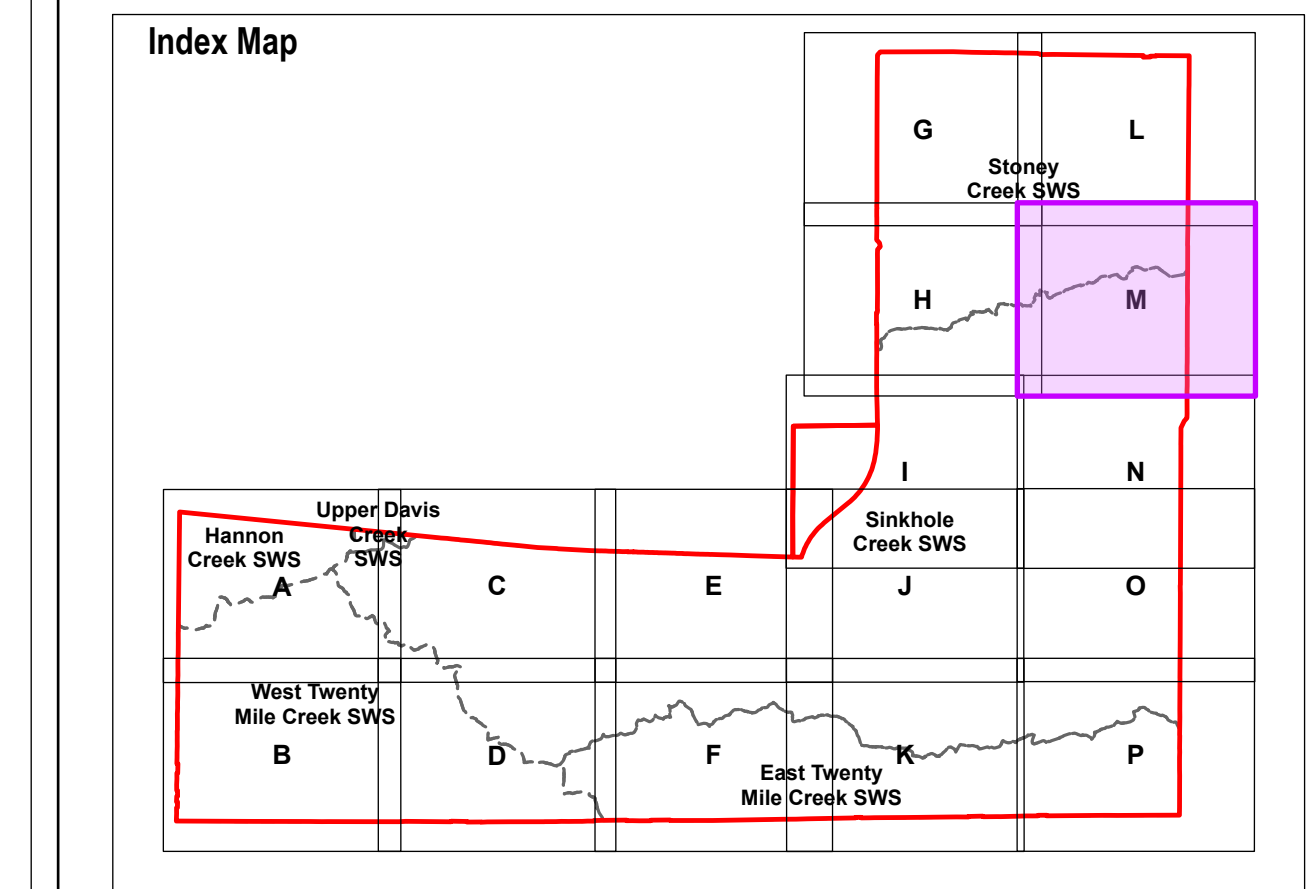 Index Map
G
L
Stoney
Creek SWS
H
M
I
N
Upper Davis
Creek
SWS
Hannon
Creek SWS
Sinkhole
Creek SWS
A
C
E
J
O
West Twenty
Mile Creek SWS
B
D
F
K
P
East Twenty
Mile Creek SWS